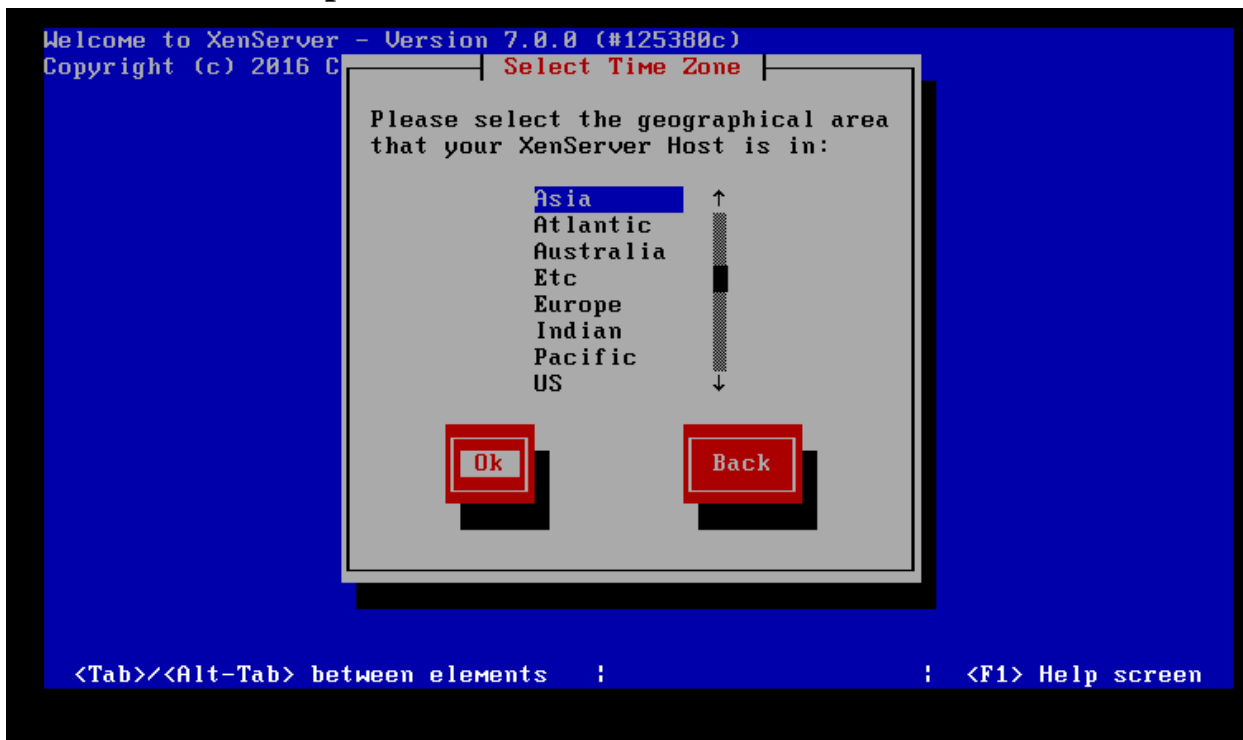 Welcome to XenServer - Version 7.0.0 (#125380c)
Copyright (c) 2016 C
Select Time Zone
Please select the geographical area
that your XenServer Host is in:
Asia ↑
Atlantic
Australia
Etc
Europe
Indian
Pacific
US ↓
Ok Back
<Tab>/<Alt-Tab> between elements ¦ ¦ <F1> Help screen